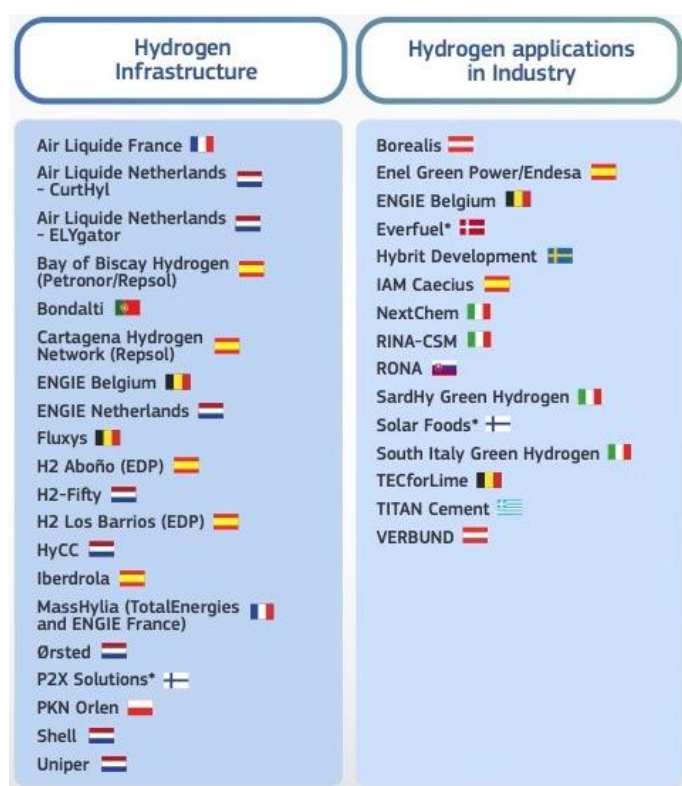 Hydrogen
Infrastructure
Air Liquide France
Air Liquide Netherlands
- CurtHyl
Air Liquide Netherlands
- ELYgator
Bay of Biscay Hydrogen
(Petronor/Repsol)
Bondalti
Cartagena Hydrogen
Network (Repsol)
ENGIE Belgium
ENGIE Netherlands
Fluxys
H2 Aboño (EDP)
H2-Fifty
H2 Los Barrios (EDP)
HyCC
Iberdrola
MassHylia (TotalEnergies
and ENGIE France)
Ørsted
P2X Solutions*
PKN Orlen
Shell
Uniper
Hydrogen applications
in Industry
Borealis
Enel Green Power/Endesa
ENGIE Belgium
Everfuel*
Hybrit Development
IAM Caecius
NextChem
RINA-CSM
RONA
SardHy Green Hydrogen
Solar Foods*
South Italy Green Hydrogen
TECforLime
TITAN Cement
VERBUND